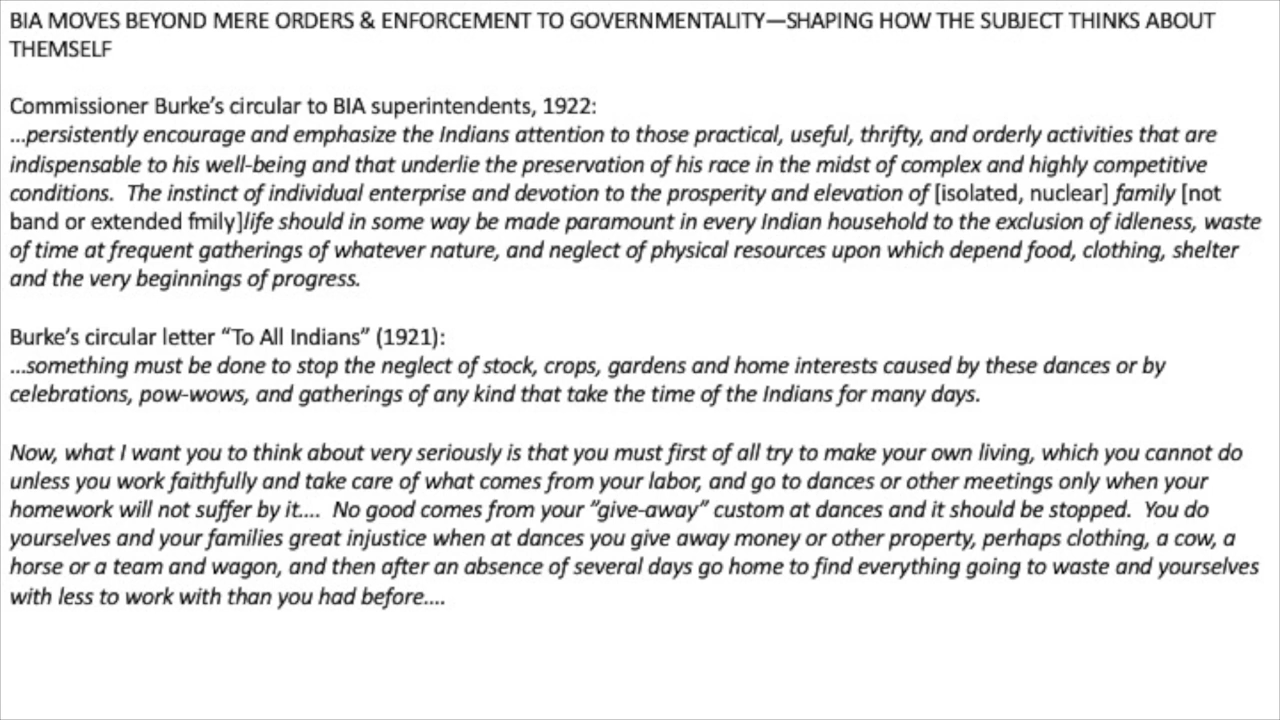 BIA MOVES BEYOND MERE ORDERS & ENFORCEMENT TO GOVERNMENTALITY—SHAPING HOW THE SUBJECT THINKS ABOUT
THEMSELF
Commissioner Burke’s circular to BIA superintendents, 1922:
…persistently encourage and emphasize the Indians attention to those practical, useful, thrifty, and orderly activities that are
indispensable to his well-being and that underlie the preservation of his race in the midst of complex and highly competitive
conditions.  The instinct of individual enterprise and devotion to the prosperity and elevation of [isolated, nuclear] family [not
band or extended fmily]life should in some way be made paramount in every Indian household to the exclusion of idleness, waste
of time at frequent gatherings of whatever nature, and neglect of physical resources upon which depend food, clothing, shelter
and the very beginnings of progress.
Burke’s circular letter “To All Indians” (1921):
…something must be done to stop the neglect of stock, crops, gardens and home interests caused by these dances or by
celebrations, pow-wows, and gatherings of any kind that take the time of the Indians for many days.
Now, what I want you to think about very seriously is that you must first of all try to make your own living, which you cannot do
unless you work faithfully and take care of what comes from your labor, and go to dances or other meetings only when your
homework will not suffer by it….  No good comes from your ”give-away” custom at dances and it should be stopped.  You do
yourselves and your families great injustice when at dances you give away money or other property, perhaps clothing, a cow, a
horse or a team and wagon, and then after an absence of several days go home to find everything going to waste and yourselves
with less to work with than you had before….